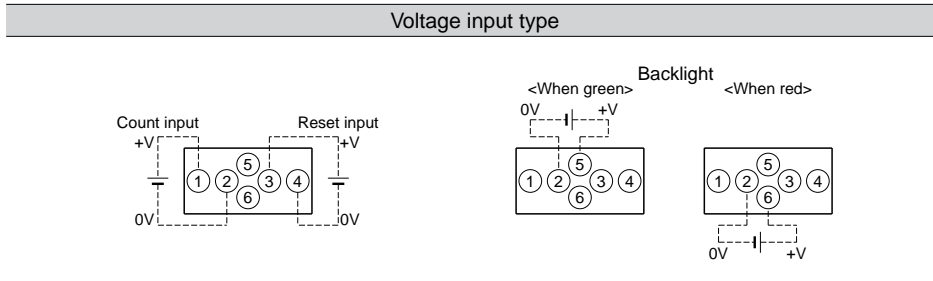 Voltage input type
Backlight
<When green> <When red>
0V +V
Count input Reset input
+V +V
5 5 5
1 2 3 4 1 2 3 4 1 2 3 4
6 6 6
0V 0V
0V +V